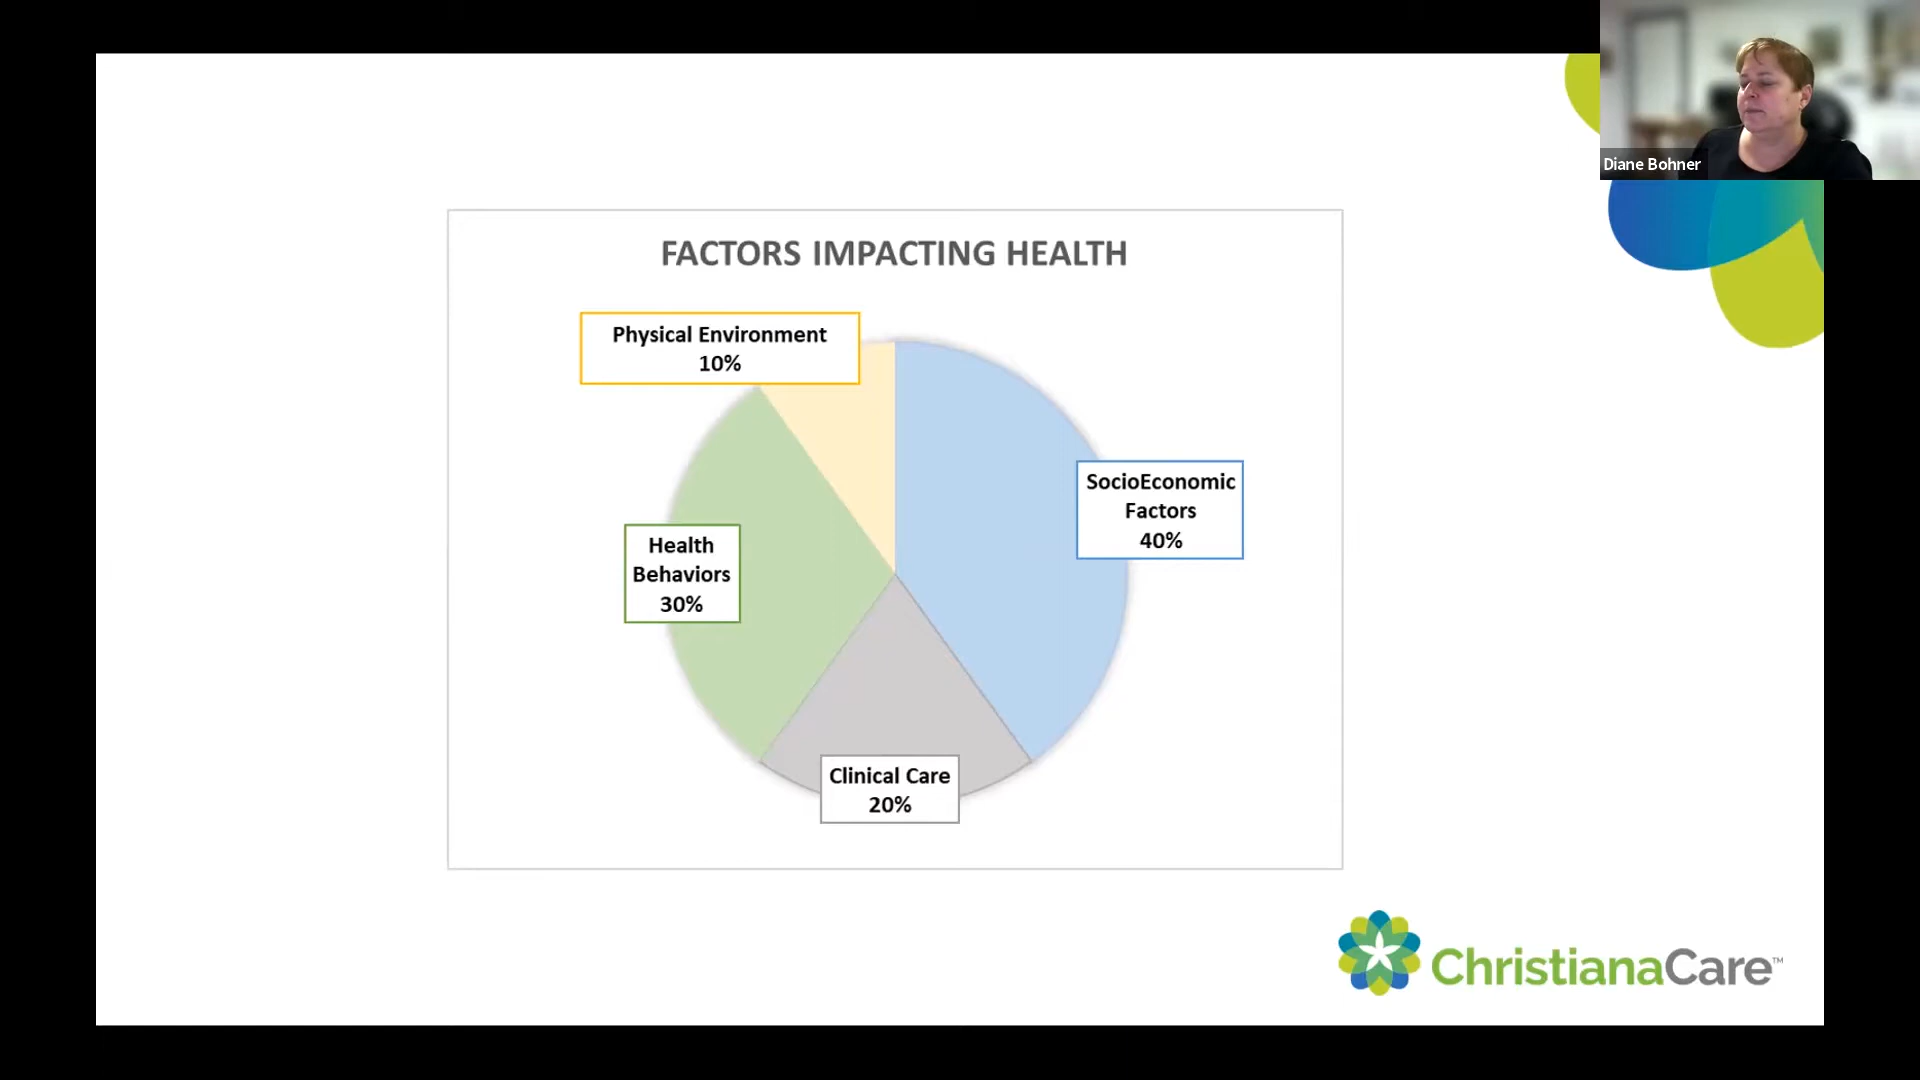 Diane Bohner
FACTORS IMPACTING HEALTH
Physical Environment
10%
SocioEconomic
Factors
40%
Health
Behaviors
30%
Clinical Care
20%
ChristianaCare™